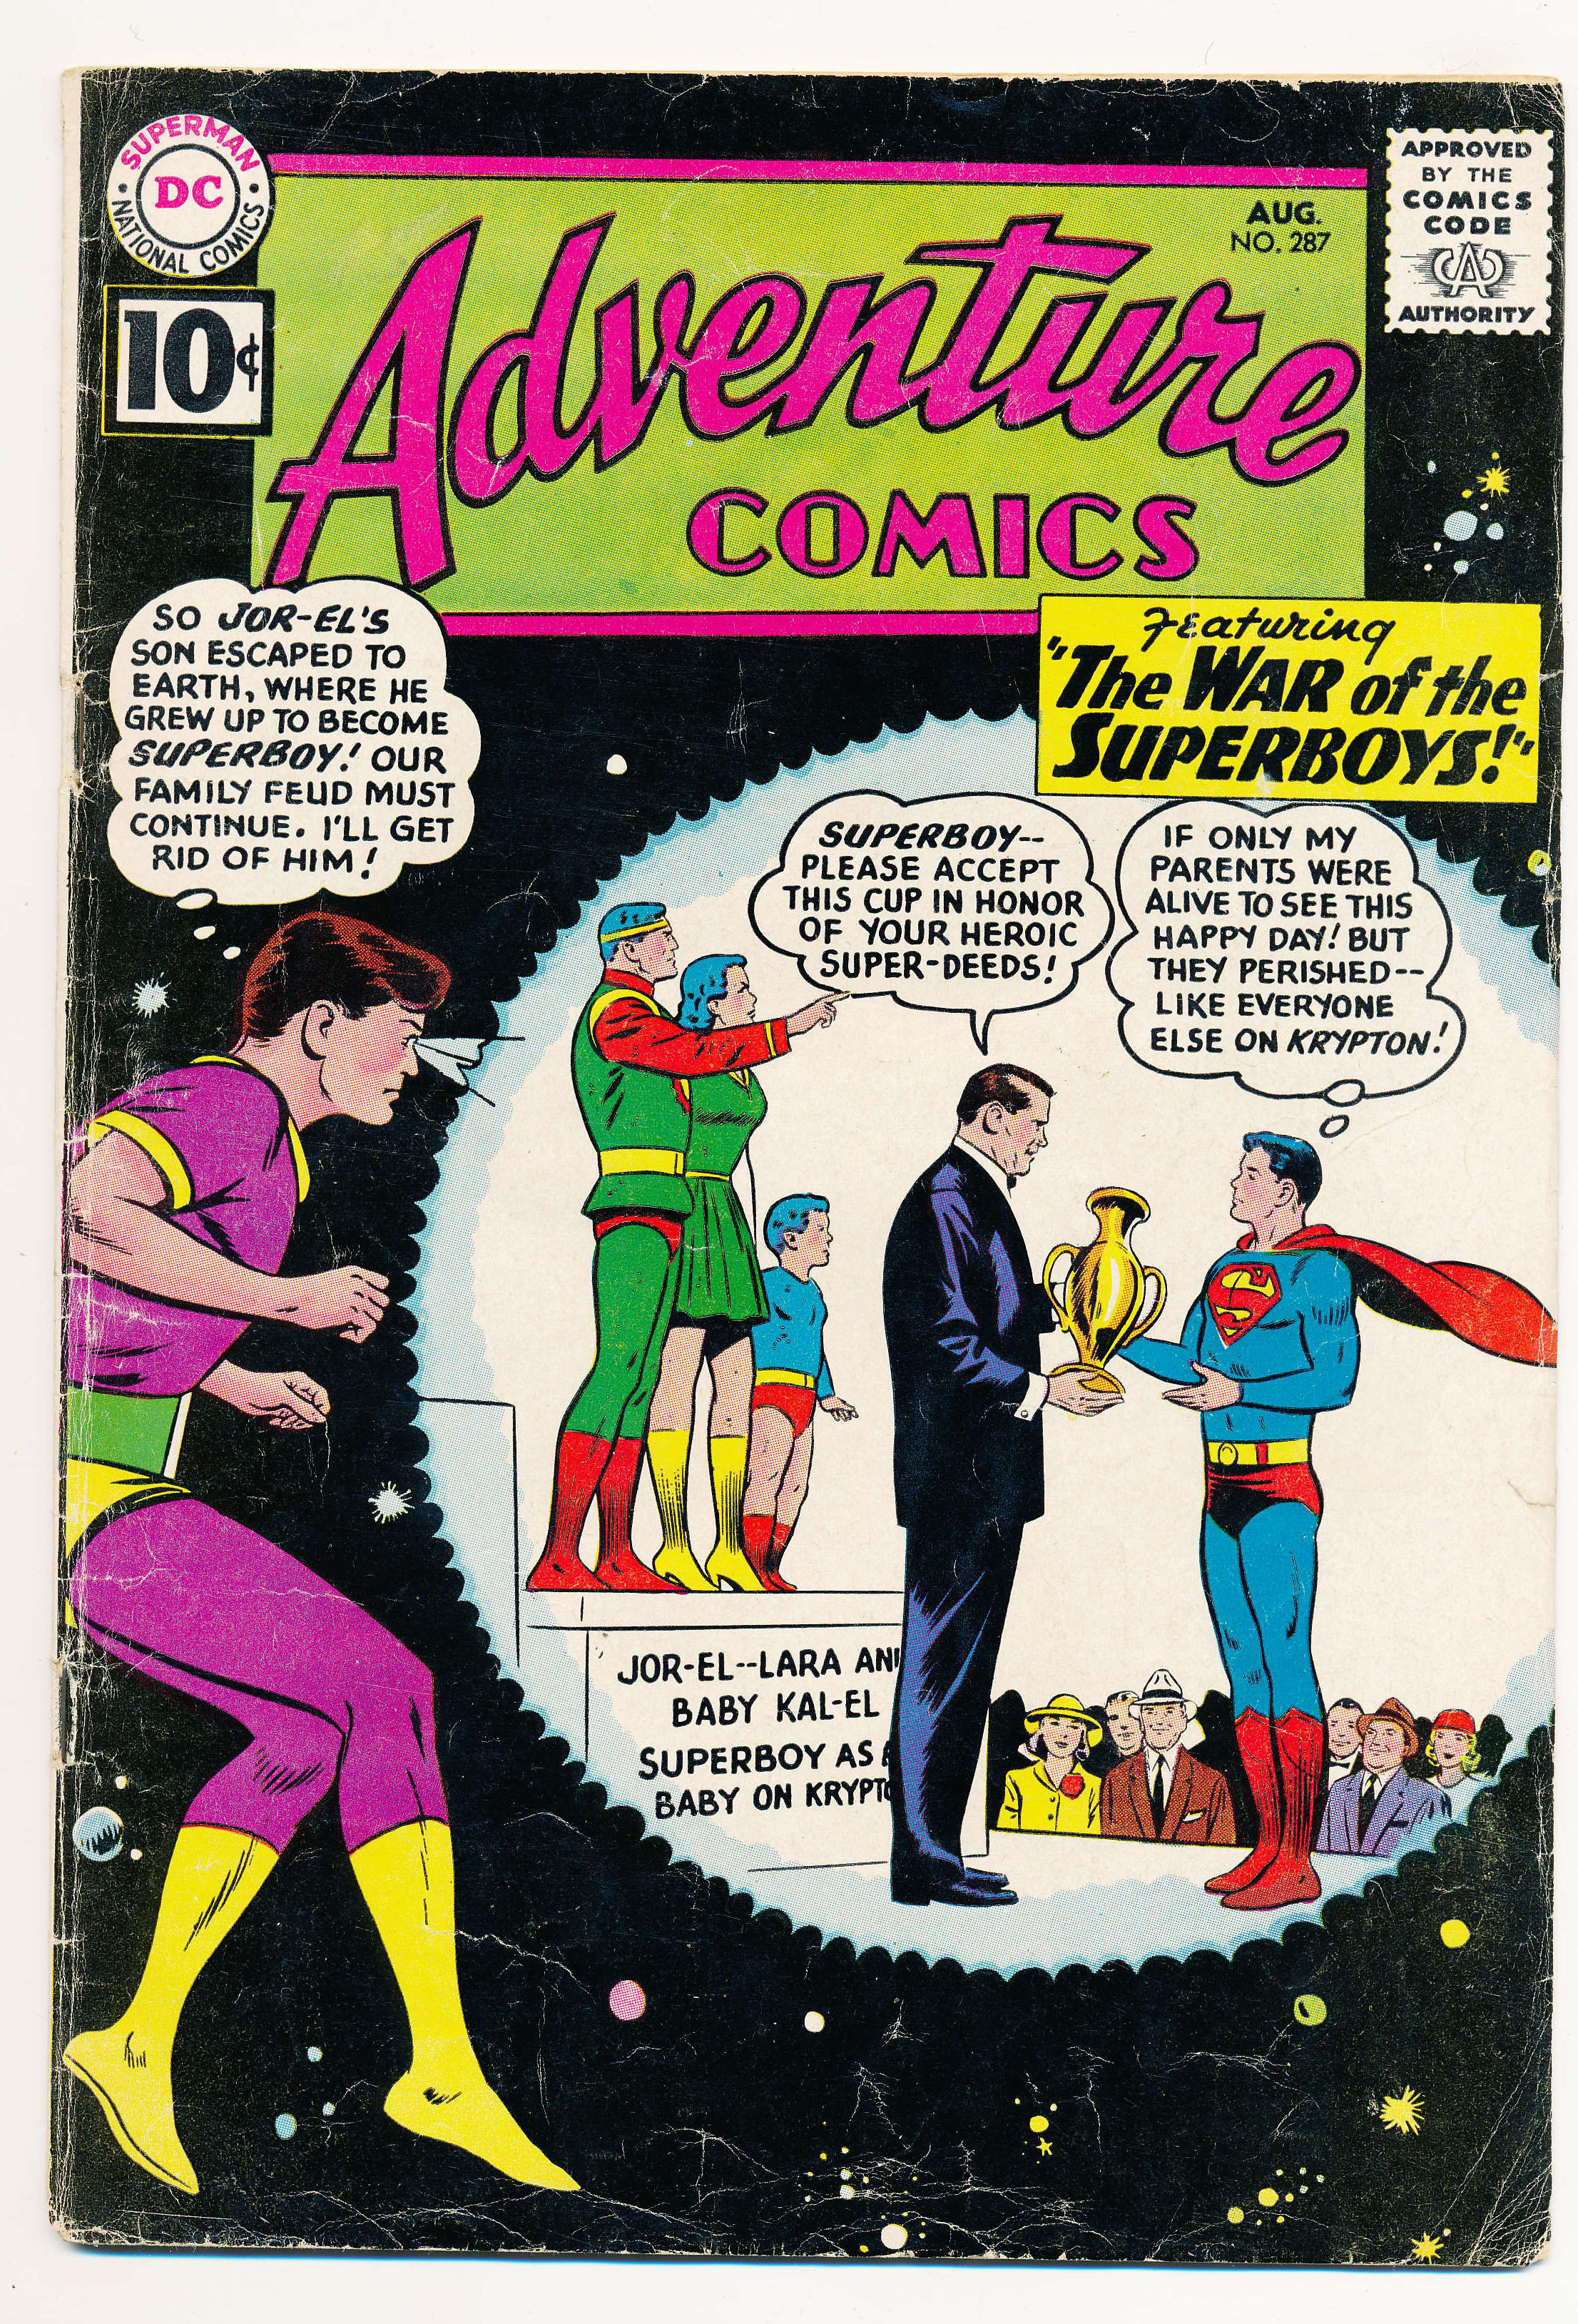 SUPERMAN
DC
NATIONAL COMICS
10¢
Adventure
COMICS
AUG.
NO. 287
APPROVED
BY THE
COMICS
CODE
CA
AUTHORITY
Featuring
"The WAR of the
SUPERBOYS!"
SO JOR-EL'S
SON ESCAPED TO
EARTH, WHERE HE
GREW UP TO BECOME
SUPERBOY! OUR
FAMILY FEUD MUST
CONTINUE. I'LL GET
RID OF HIM!
SUPERBOY--
PLEASE ACCEPT
THIS CUP IN HONOR
OF YOUR HEROIC
SUPER-DEEDS!
IF ONLY MY
PARENTS WERE
ALIVE TO SEE THIS
HAPPY DAY! BUT
THEY PERISHED--
LIKE EVERYONE
ELSE ON KRYPTON!
S
JOR-EL--LARA AN
BABY KAL-EL
SUPERBOY AS
BABY ON KRYPTO